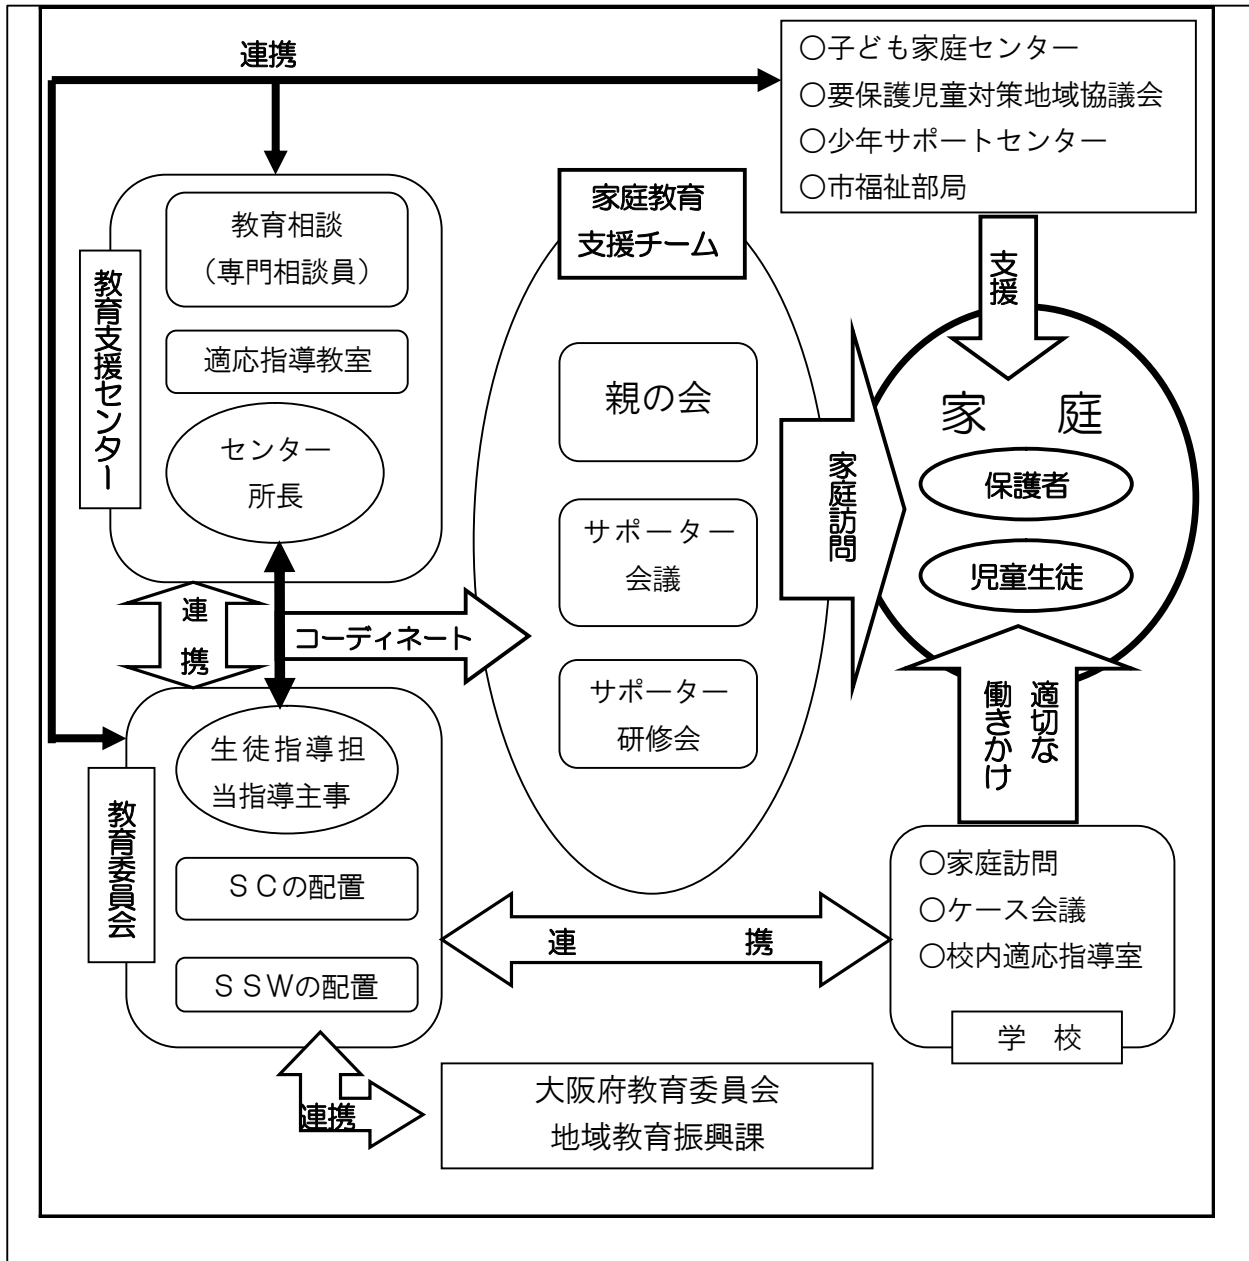 連携
○子ども家庭センター
○要保護児童対策地域協議会
○少年サポートセンター
○市福祉部局
教育支援センター
教育相談
（専門相談員）
適応指導教室
センター
所長
家庭教育
支援チーム
親の会
サポーター
会議
サポーター
研修会
支援
家庭訪問
家　庭
保護者
児童生徒
連
携
コーディネート
適切な
働きかけ
教育委員会
生徒指導担
当指導主事
ＳＣの配置
ＳＳＷの配置
連　携
○家庭訪問
○ケース会議
○校内適応指導室
学　校
連携
大阪府教育委員会
地域教育振興課